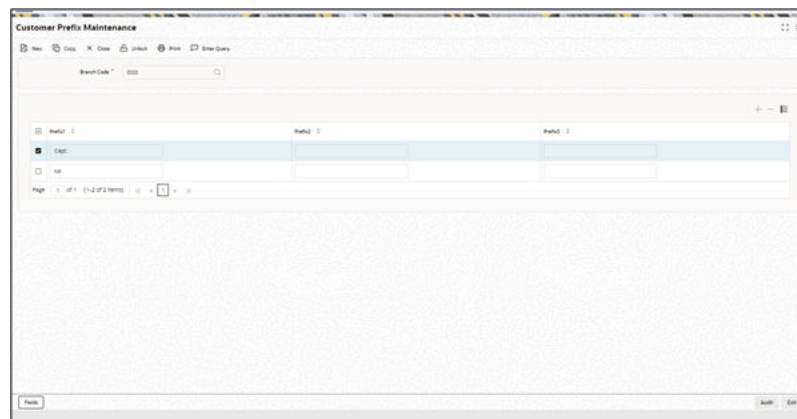 Customer Prefix Maintenance
New Copy Close Unlock Print Enter Query
Branch Code * 000
Prefix1 Prefix2 Prefix3
Capt.
Page 1 of 1 (1-2 of 2 items) 1
Fields Audit Exit